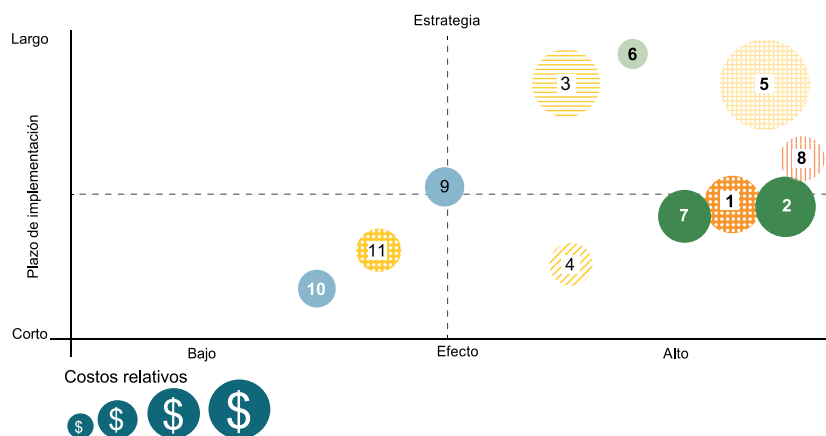 Estrategia
Largo
6
3
5
8
Plazo de implementación
9
1
2
7
11
4
10
Corto
Bajo
Efecto
Alto
Costos relativos
$ $ $ $